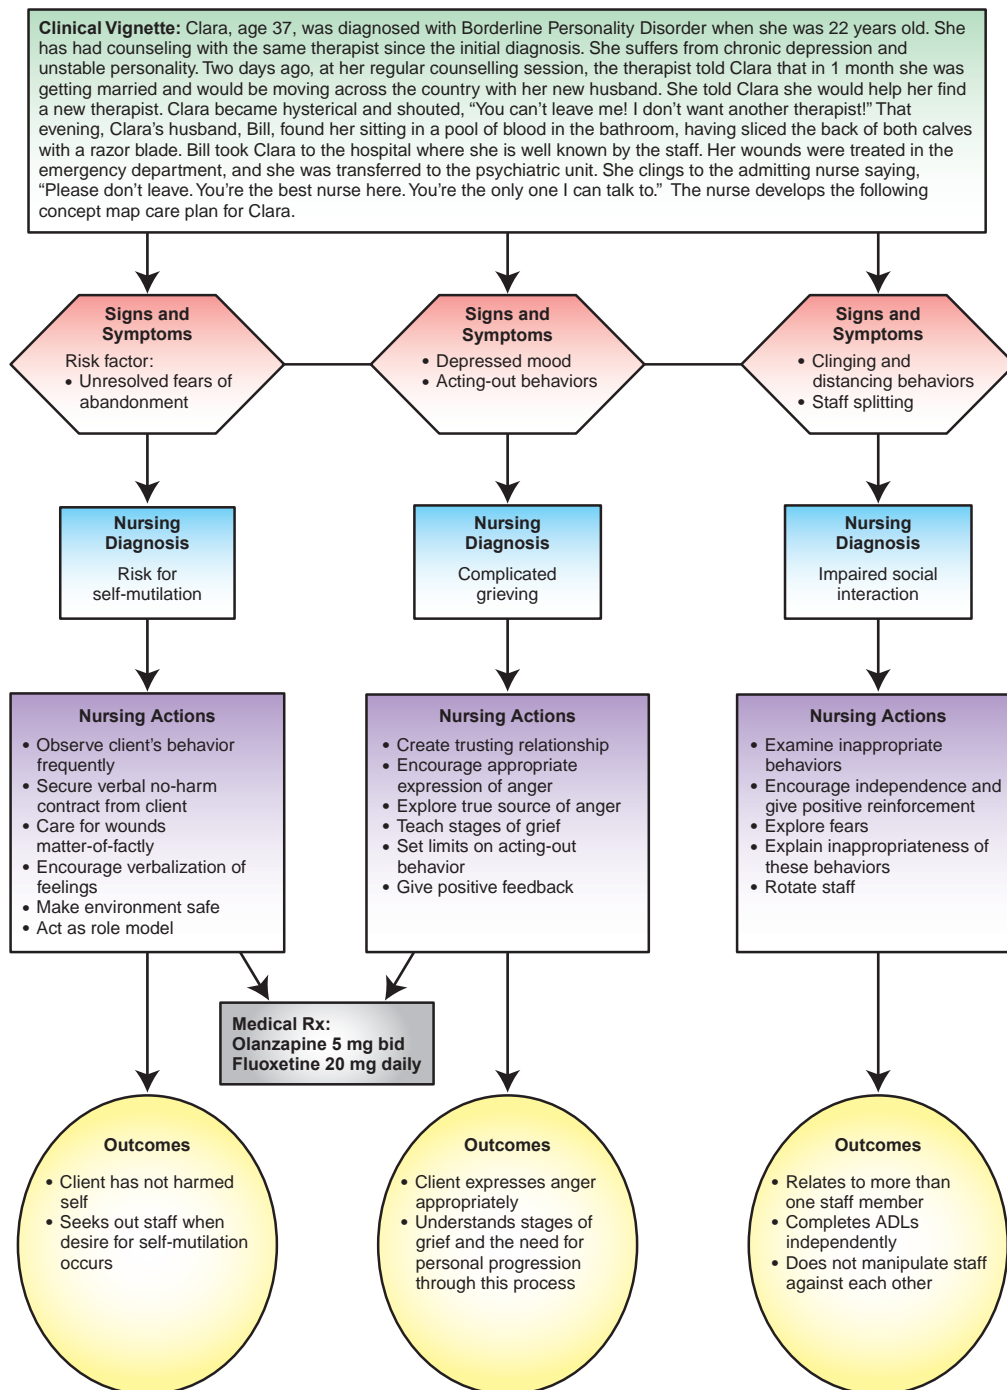 Clinical Vignette: Clara, age 37, was diagnosed with Borderline Personality Disorder when she was 22 years old. She
has had counseling with the same therapist since the initial diagnosis. She suffers from chronic depression and
unstable personality. Two days ago, at her regular counselling session, the therapist told Clara that in 1 month she was
getting married and would be moving across the country with her new husband. She told Clara she would help her find
a new therapist. Clara became hysterical and shouted, “You can’t leave me! I don’t want another therapist!” That
evening, Clara’s husband, Bill, found her sitting in a pool of blood in the bathroom, having sliced the back of both calves
with a razor blade. Bill took Clara to the hospital where she is well known by the staff. Her wounds were treated in the
emergency department, and she was transferred to the psychiatric unit. She clings to the admitting nurse saying,
“Please don’t leave. You’re the best nurse here. You’re the only one I can talk to.” The nurse develops the following
concept map care plan for Clara.
Signs and
Symptoms
Risk factor:
• Unresolved fears of
abandonment
Signs and
Symptoms
• Depressed mood
• Acting-out behaviors
Signs and
Symptoms
• Clinging and
distancing behaviors
• Staff splitting
Nursing
Diagnosis
Risk for
self-mutilation
Nursing
Diagnosis
Complicated
grieving
Nursing
Diagnosis
Impaired social
interaction
Nursing Actions
• Observe client’s behavior
frequently
• Secure verbal no-harm
contract from client
• Care for wounds
matter-of-factly
• Encourage verbalization of
feelings
• Make environment safe
• Act as role model
Nursing Actions
• Create trusting relationship
• Encourage appropriate
expression of anger
• Explore true source of anger
• Teach stages of grief
• Set limits on acting-out
behavior
• Give positive feedback
Nursing Actions
• Examine inappropriate
behaviors
• Encourage independence and
give positive reinforcement
• Explore fears
• Explain inappropriateness of
these behaviors
• Rotate staff
Medical Rx:
Olanzapine 5 mg bid
Fluoxetine 20 mg daily
Outcomes
• Client has not harmed
self
• Seeks out staff when
desire for self-mutilation
occurs
Outcomes
• Client expresses anger
appropriately
• Understands stages of
grief and the need for
personal progression
through this process
Outcomes
• Relates to more than
one staff member
• Completes ADLs
independently
• Does not manipulate staff
against each other